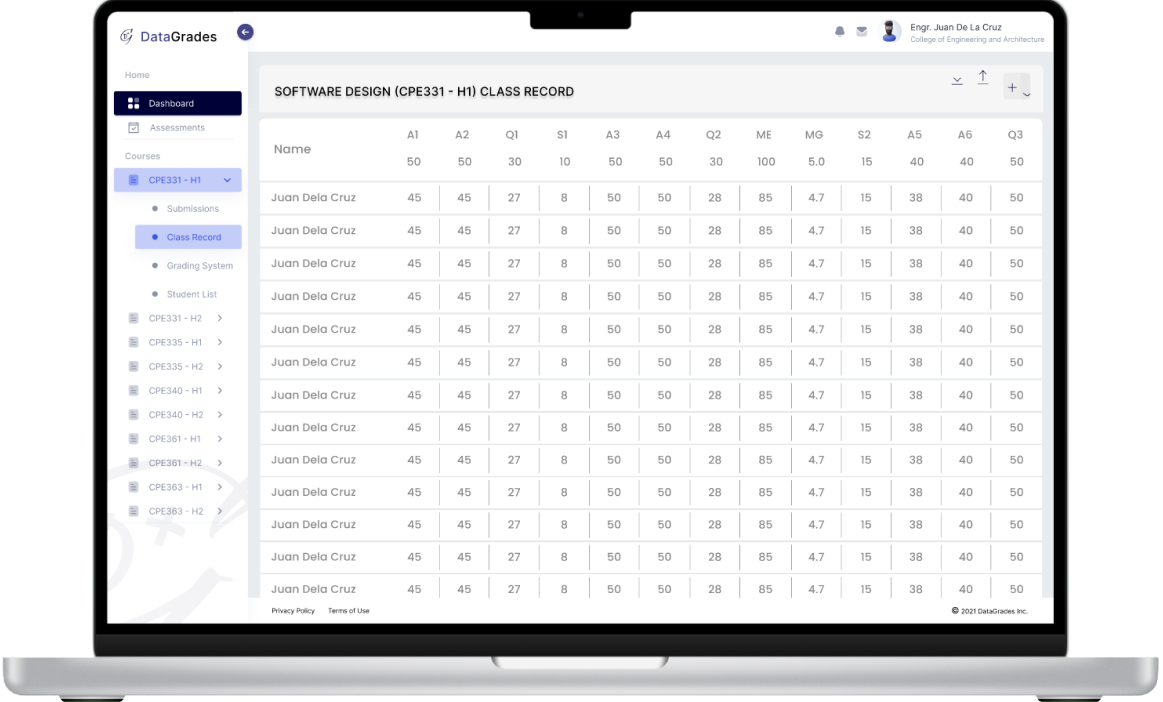 DataGrades
Engr. Juan De La Cruz
College of Engineering and Architecture
Home
Dashboard
Assessments
Courses
CPE331 - H1
Submissions
Class Record
Grading System
Student List
CPE331 - H2
CPE335 - H1
CPE335 - H2
CPE340 - H1
CPE340 - H2
CPE361 - H1
CPE361 - H2
CPE363 - H1
CPE363 - H2
SOFTWARE DESIGN (CPE331 - H1) CLASS RECORD
Name A1 A2 Q1 S1 A3 A4 Q2 ME MG S2 A5 A6 Q3
50 50 30 10 50 50 30 100 5.0 15 40 40 50
Juan Dela Cruz 45 45 27 8 50 50 28 85 4.7 15 38 40 50
Juan Dela Cruz 45 45 27 8 50 50 28 85 4.7 15 38 40 50
Juan Dela Cruz 45 45 27 8 50 50 28 85 4.7 15 38 40 50
Juan Dela Cruz 45 45 27 8 50 50 28 85 4.7 15 38 40 50
Juan Dela Cruz 45 45 27 8 50 50 28 85 4.7 15 38 40 50
Juan Dela Cruz 45 45 27 8 50 50 28 85 4.7 15 38 40 50
Juan Dela Cruz 45 45 27 8 50 50 28 85 4.7 15 38 40 50
Juan Dela Cruz 45 45 27 8 50 50 28 85 4.7 15 38 40 50
Juan Dela Cruz 45 45 27 8 50 50 28 85 4.7 15 38 40 50
Juan Dela Cruz 45 45 27 8 50 50 28 85 4.7 15 38 40 50
Juan Dela Cruz 45 45 27 8 50 50 28 85 4.7 15 38 40 50
Juan Dela Cruz 45 45 27 8 50 50 28 85 4.7 15 38 40 50
Juan Dela Cruz 45 45 27 8 50 50 28 85 4.7 15 38 40 50
Privacy Policy Terms of Use © 2021 DataGrades Inc.